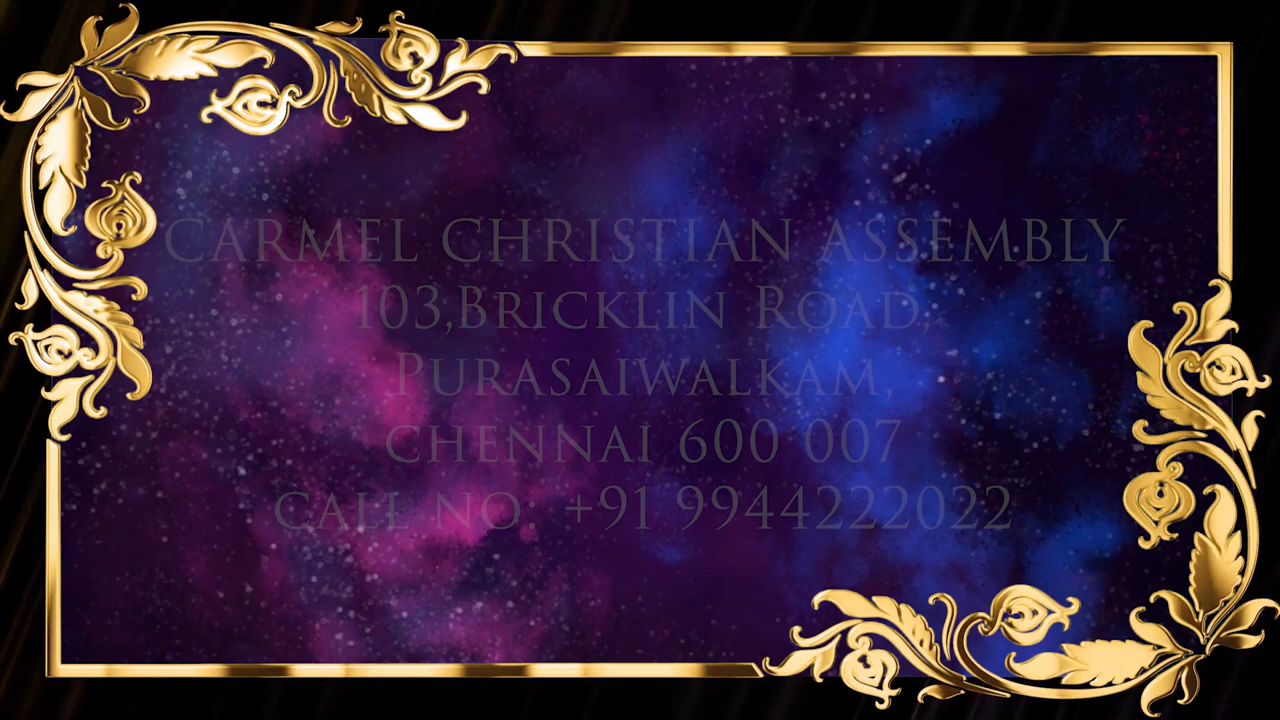 CARMEL CHRISTIAN ASSEMBLY
103,BRICKLIN ROAD,
PURASAIWALKAM,
CHENNAI 600 007
CALL NO: +91 9944222022